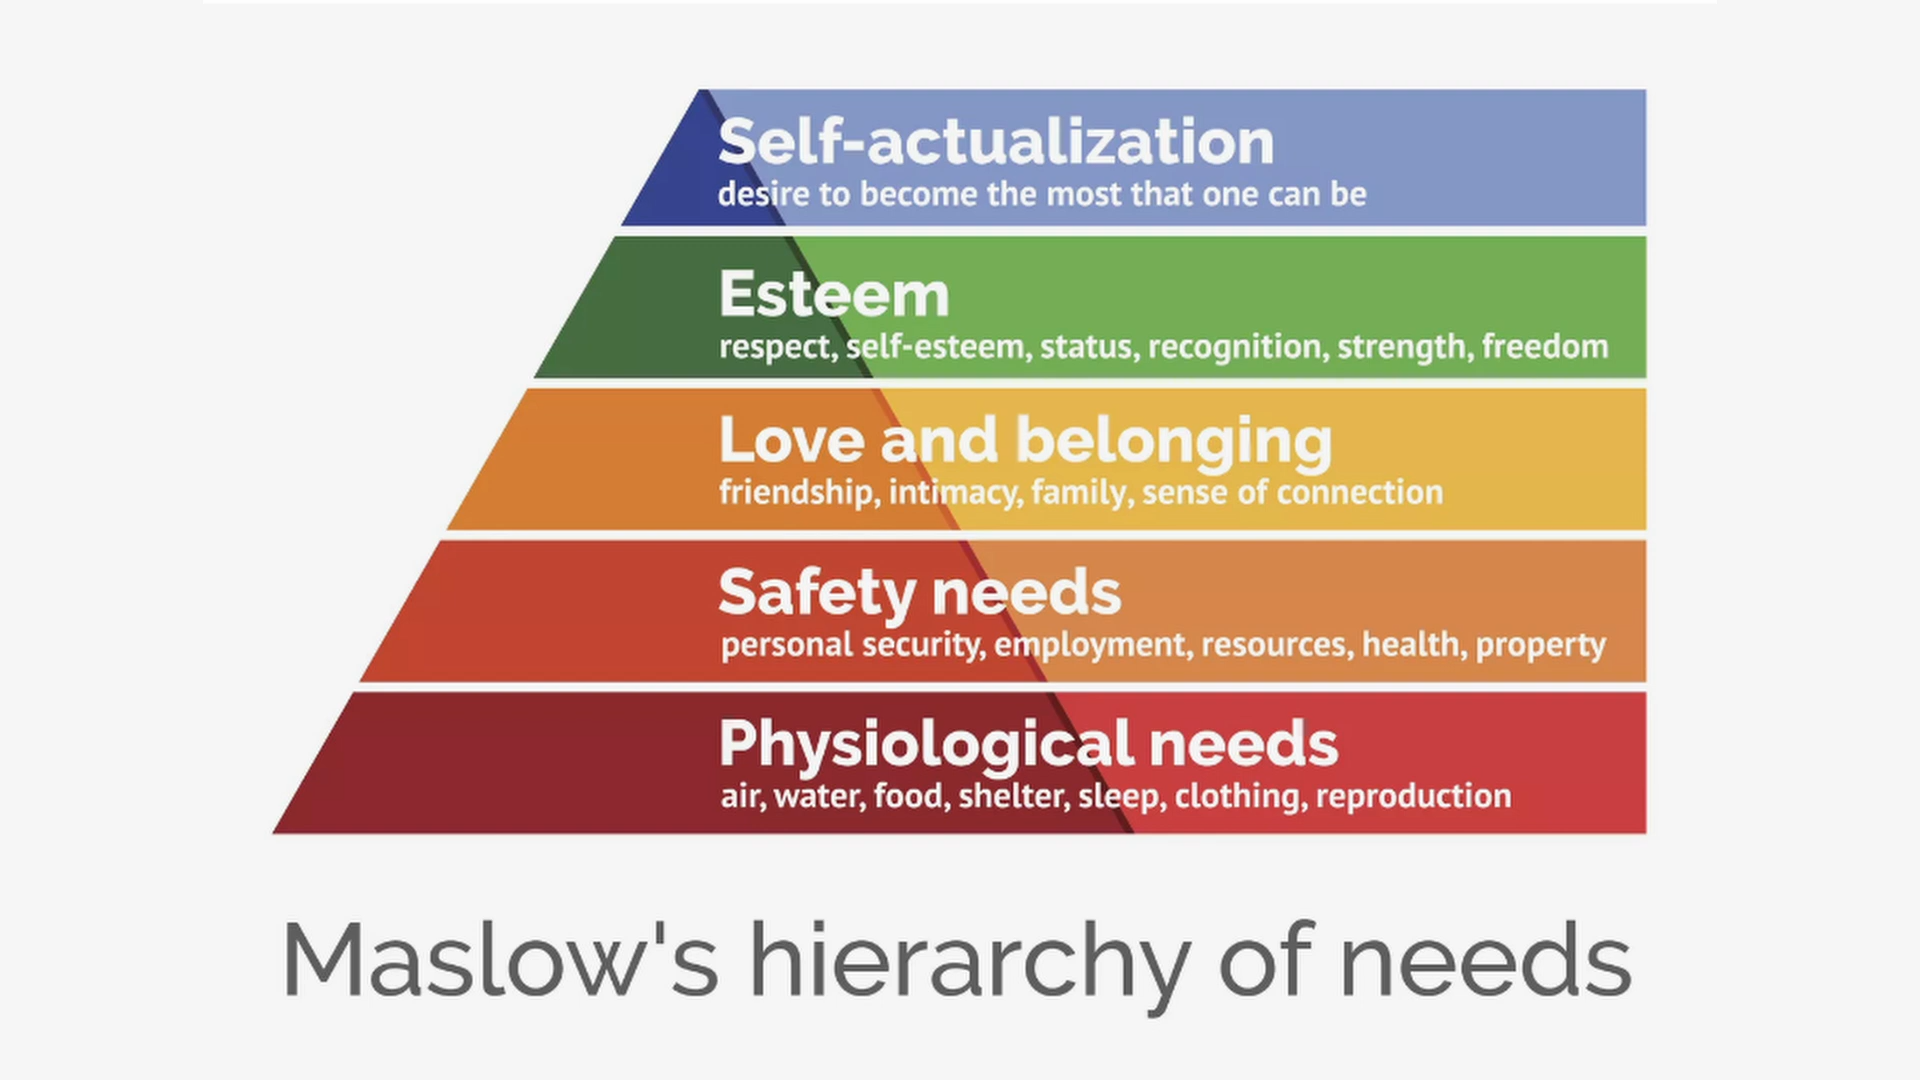 Self-actualization
desire to become the most that one can be
Esteem
respect, self-esteem, status, recognition, strength, freedom
Love and belonging
friendship, intimacy, family, sense of connection
Safety needs
personal security, employment, resources, health, property
Physiological needs
air, water, food, shelter, sleep, clothing, reproduction
Maslow's hierarchy of needs